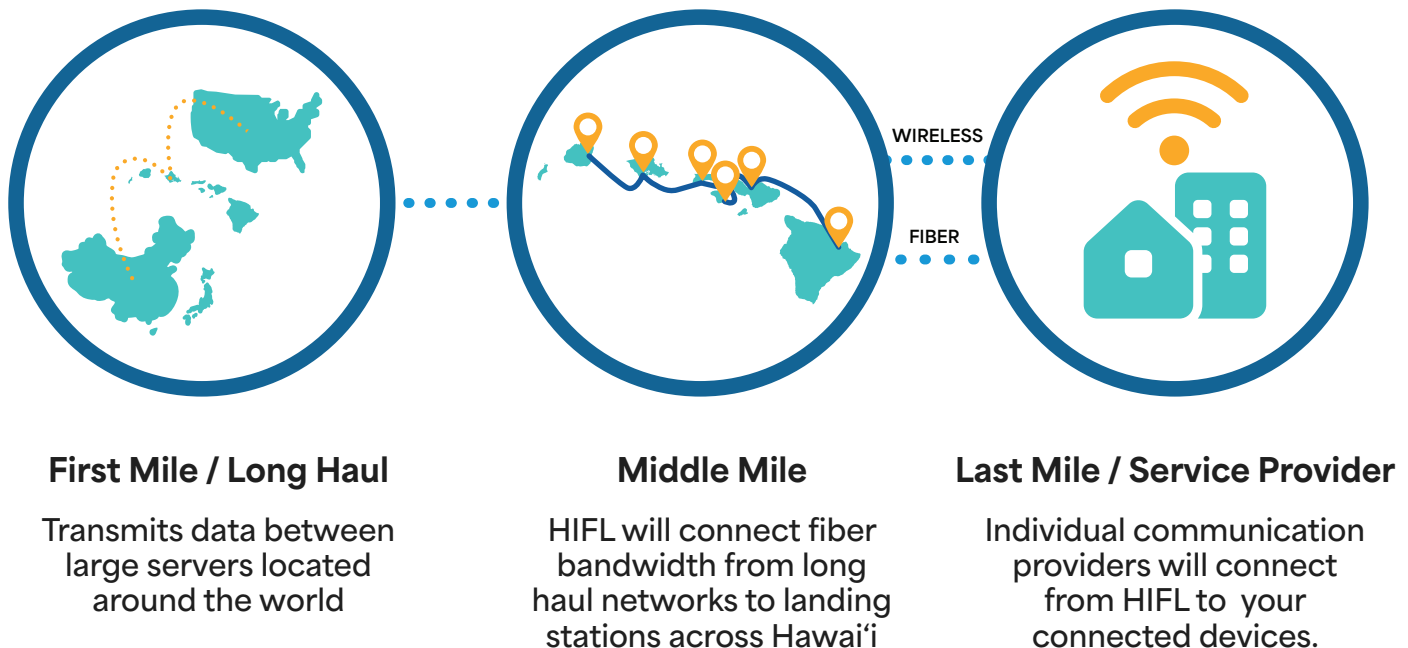 WIRELESS
FIBER
First Mile / Long Haul
Transmits data between
large servers located
around the world
Middle Mile
HIFL will connect fiber
bandwidth from long
haul networks to landing
stations across Hawai‘i
Last Mile / Service Provider
Individual communication
providers will connect
from HIFL to  your
connected devices.